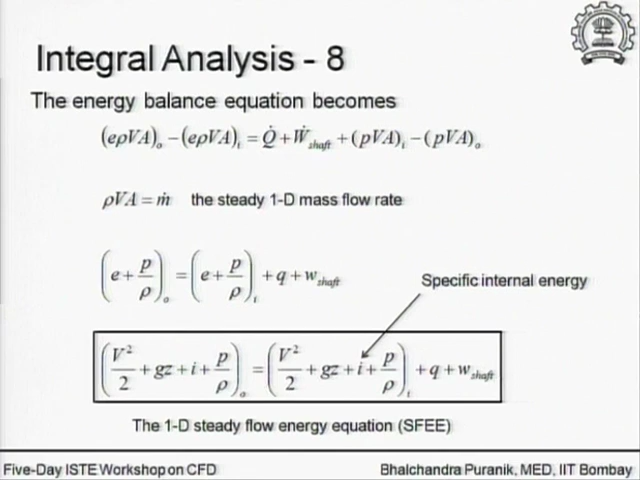 Integral Analysis - 8
The energy balance equation becomes
(eρVA)ₒ − (eρVA)ᵢ = Q̇ + Ẇ_shaft + (pVA)ᵢ − (pVA)ₒ
ρVA = ṁ the steady 1-D mass flow rate
(e + p/ρ)ₒ = (e + p/ρ)ᵢ + q + w_shaft
Specific internal energy
(V²/2 + gz + i + p/ρ)ₒ = (V²/2 + gz + i + p/ρ)ᵢ + q + w_shaft
The 1-D steady flow energy equation (SFEE)
Five-Day ISTE Workshop on CFD
Bhalchandra Puranik, MED, IIT Bombay